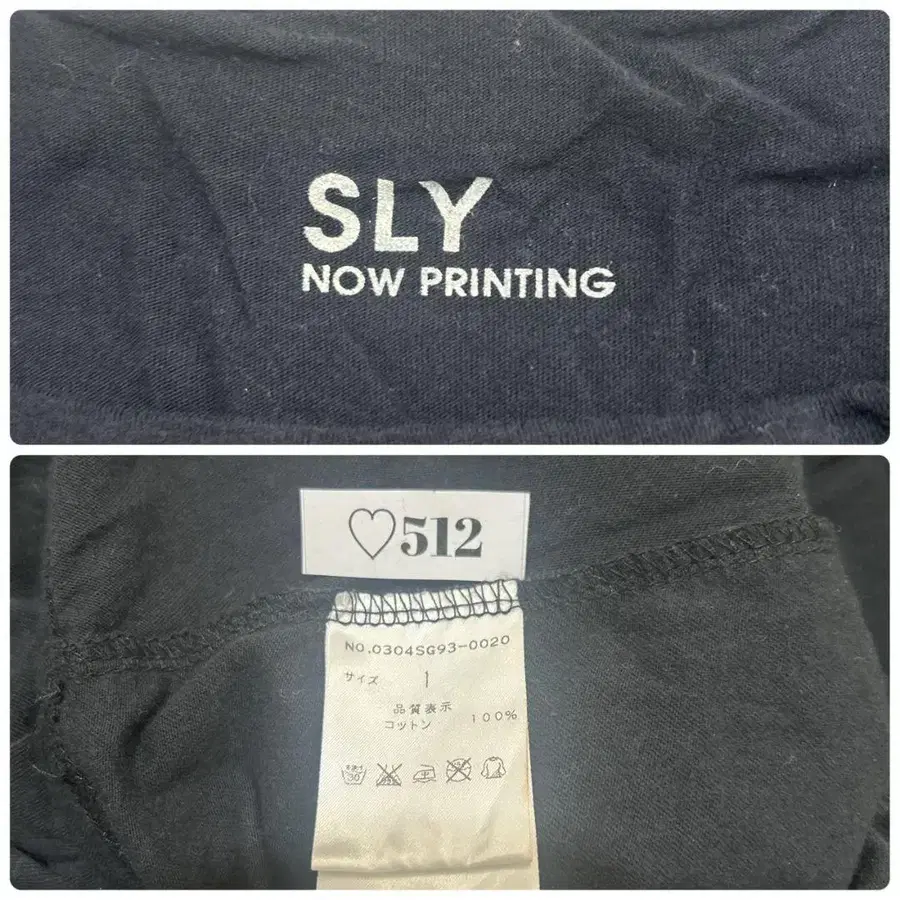 SLY
NOW PRINTING
♡512
NO.0304SG93-0020
サイズ 1
品質表示
コットン 100%
30